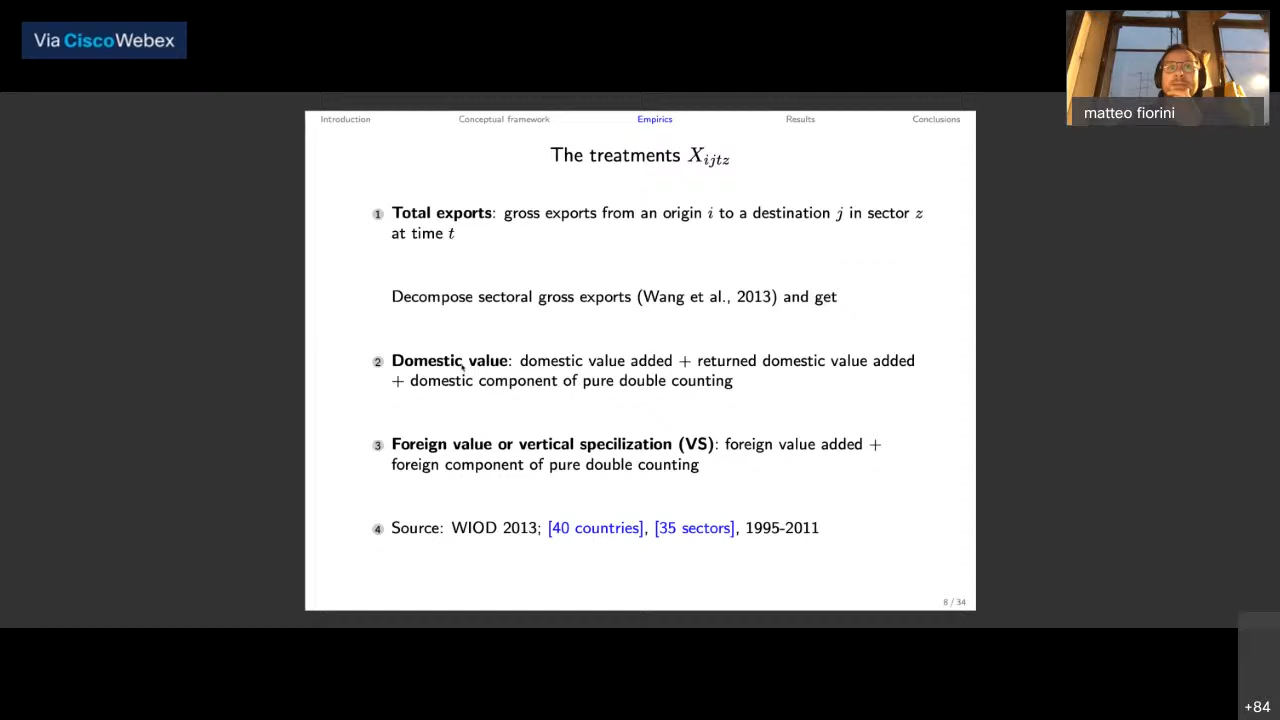 Via Cisco Webex
matteo fiorini
Introduction Conceptual framework Empirics Results Conclusions
The treatments X_{ijtz}
1 Total exports: gross exports from an origin i to a destination j in sector z
at time t
Decompose sectoral gross exports (Wang et al., 2013) and get
2 Domestic value: domestic value added + returned domestic value added
+ domestic component of pure double counting
3 Foreign value or vertical specilization (VS): foreign value added +
foreign component of pure double counting
4 Source: WIOD 2013; [40 countries], [35 sectors], 1995-2011
8 / 34
+84